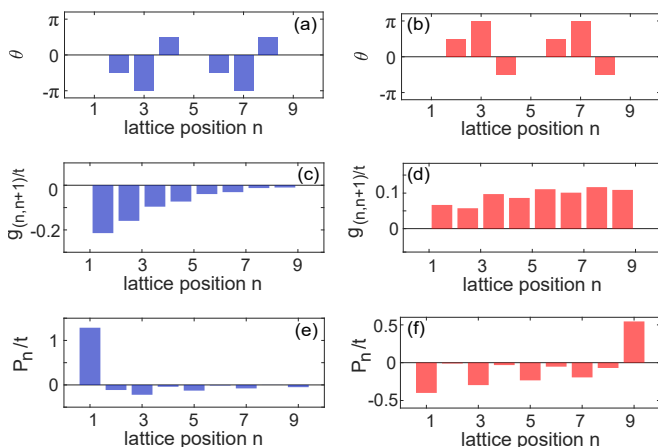 (a)
π
0
-π
θ
1 3 5 7 9
lattice position n
(b)
π
0
-π
θ
1 3 5 7 9
lattice position n
(c)
0
-0.2
g(n,n+1)/t
1 3 5 7 9
lattice position n
(d)
0.1
0
g(n,n+1)/t
1 3 5 7 9
lattice position n
(e)
1
0
Pn/t
1 3 5 7 9
lattice position n
(f)
0.5
0
-0.5
Pn/t
1 3 5 7 9
lattice position n